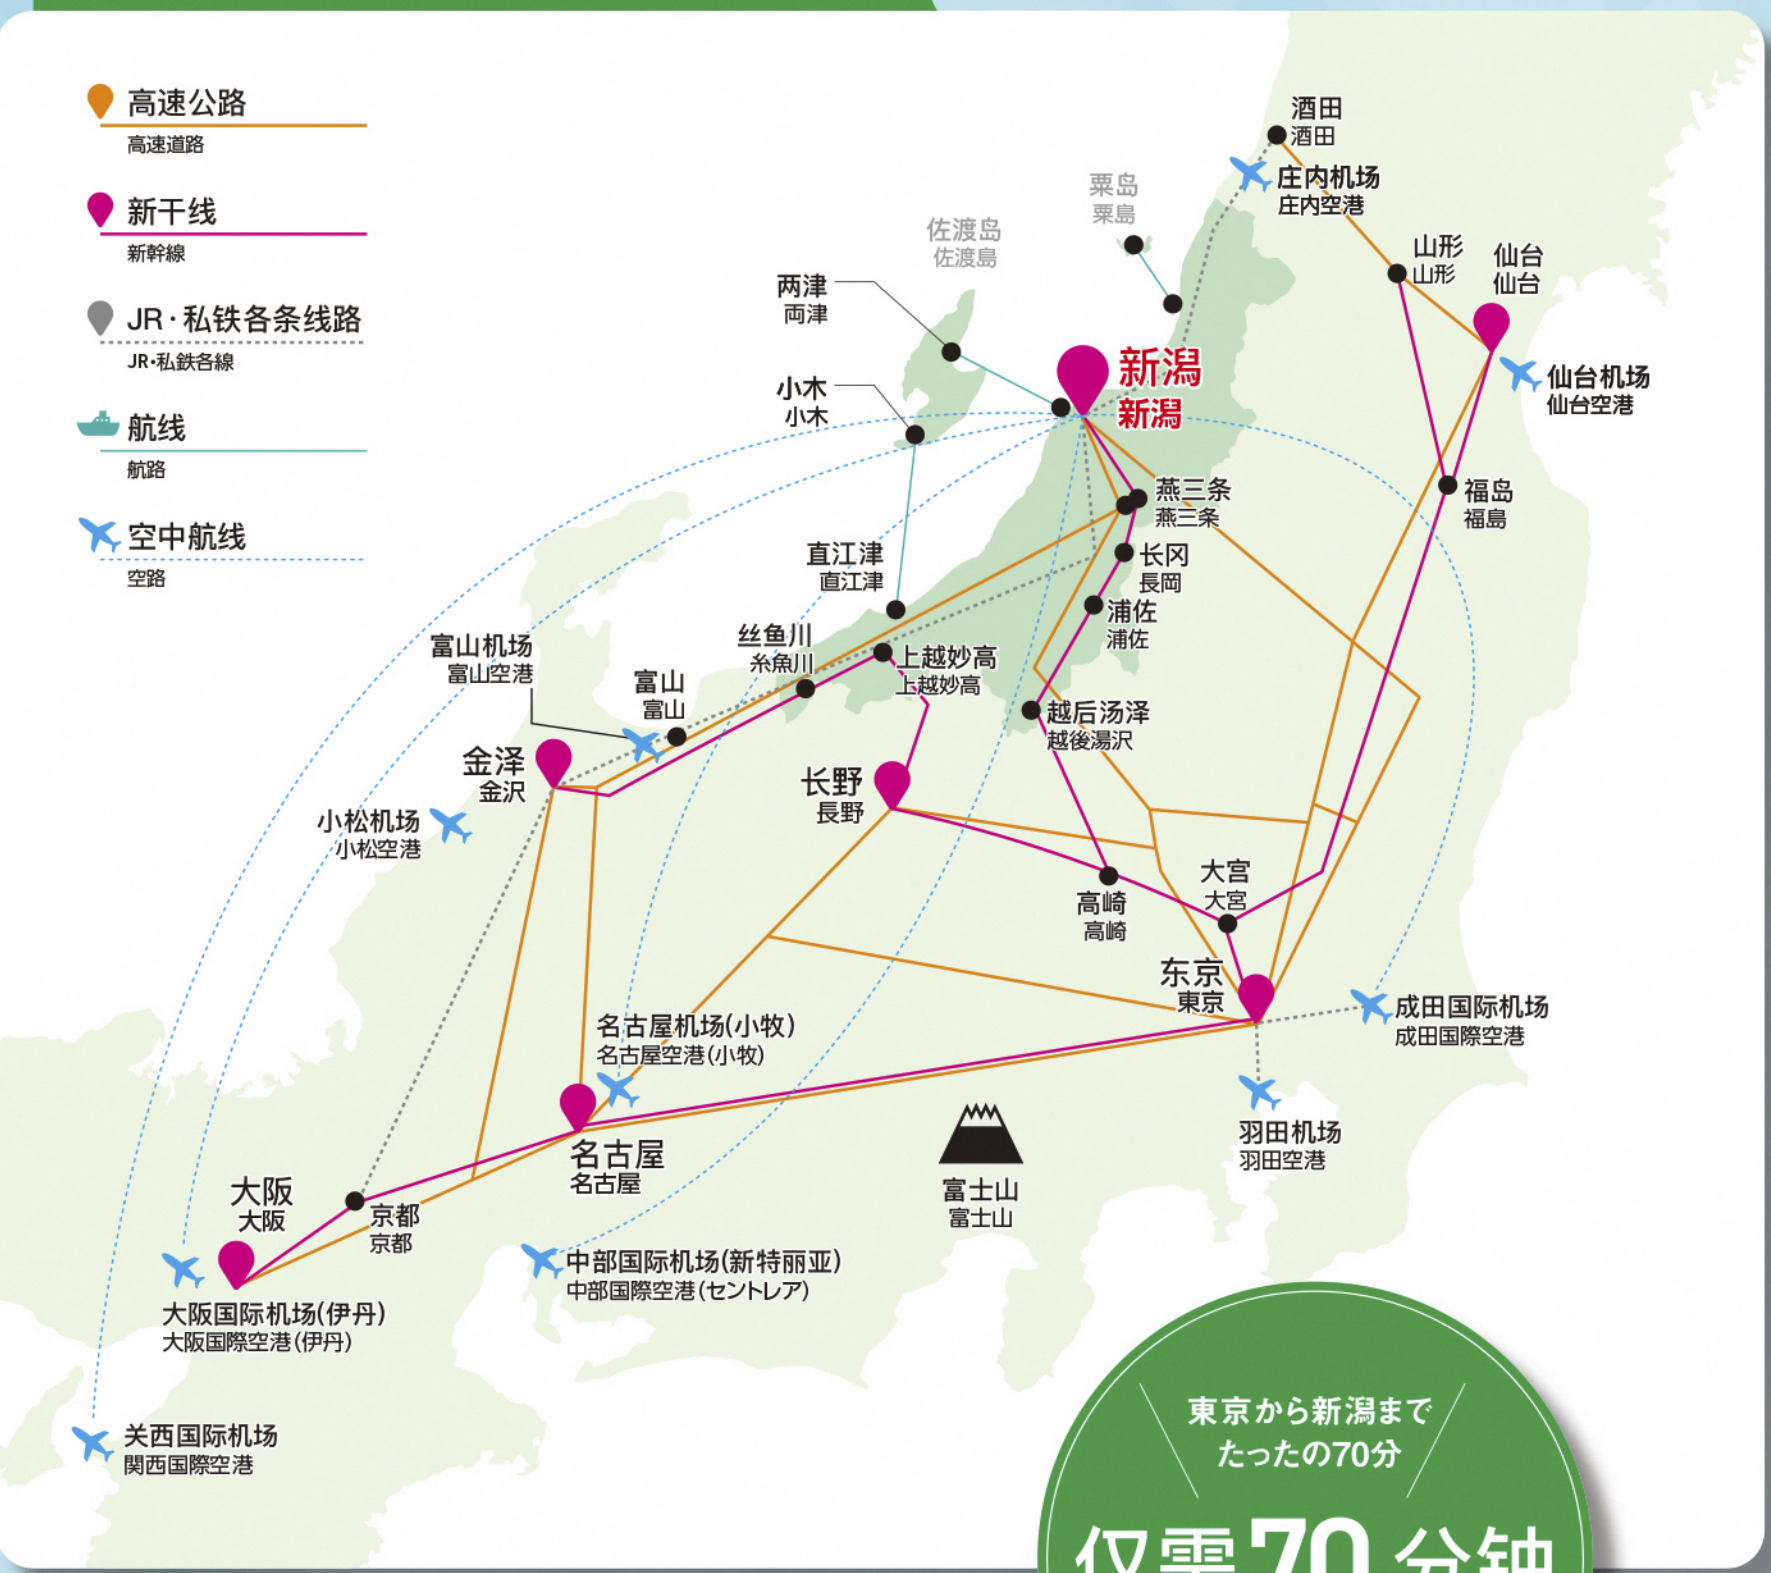 高速公路
高速道路
新干线
新幹線
JR·私铁各条线路
JR·私鉄各線
航线
航路
空中航线
空路
酒田
酒田
庄内机场
庄内空港
粟岛
粟島
佐渡岛
佐渡島
山形
山形
仙台
仙台
两津
両津
新潟
新潟
仙台机场
仙台空港
小木
小木
燕三条
燕三条
福岛
福島
直江津
直江津
长冈
長岡
浦佐
浦佐
丝鱼川
糸魚川
富山机场
富山空港
上越妙高
上越妙高
富山
富山
越后汤泽
越後湯沢
金泽
金沢
长野
長野
小松机场
小松空港
大宫
大宮
高崎
高崎
东京
東京
成田国际机场
成田国際空港
名古屋机场(小牧)
名古屋空港(小牧)
羽田机场
羽田空港
名古屋
名古屋
富士山
富士山
大阪
大阪
京都
京都
中部国际机场(新特丽亚)
中部国際空港(セントレア)
大阪国际机场(伊丹)
大阪国際空港(伊丹)
关西国际机场
関西国際空港
東京から新潟まで
たったの70分
仅需70分钟